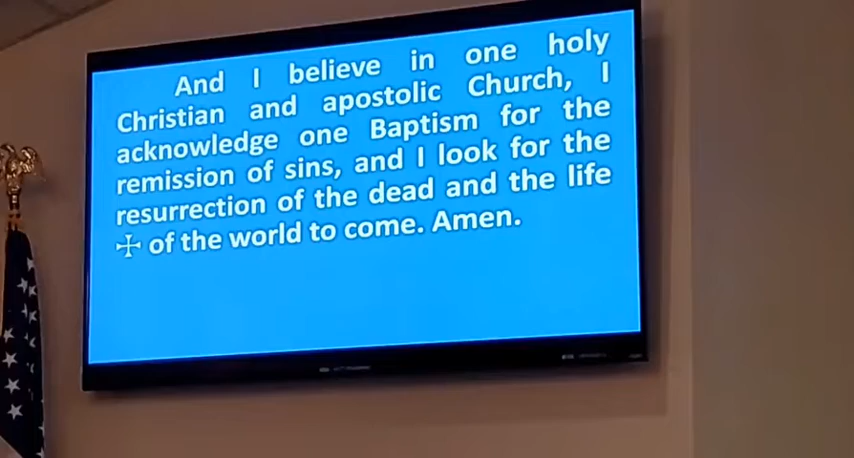 And I believe in one holy
Christian and apostolic Church, I
acknowledge one Baptism for the
remission of sins, and I look for the
resurrection of the dead and the life
☩ of the world to come. Amen.